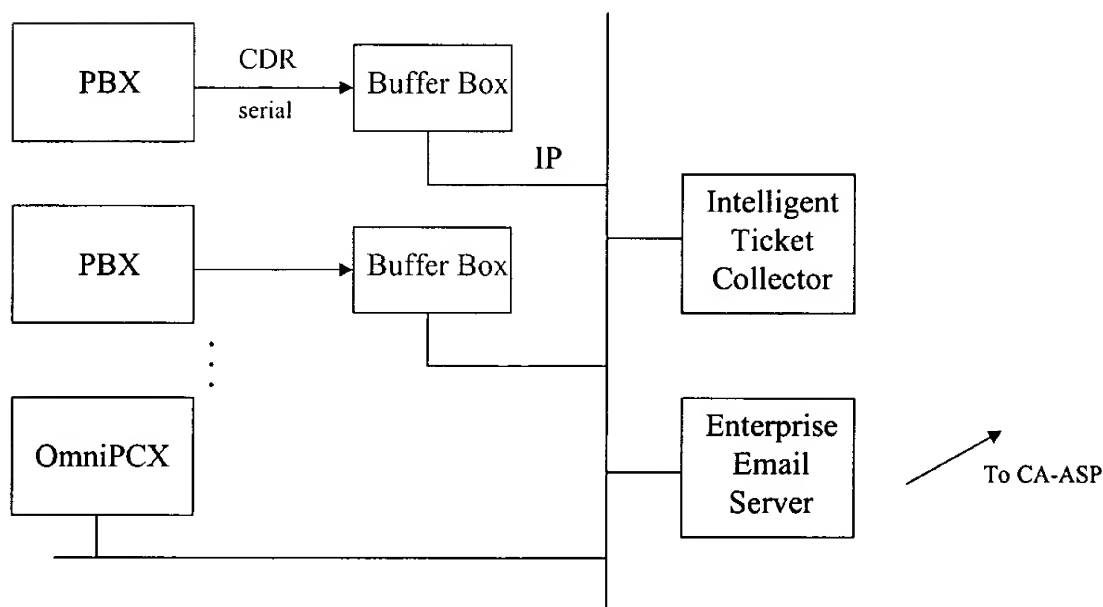 PBX
CDR
serial
Buffer Box
IP
PBX
Buffer Box
Intelligent
Ticket
Collector
OmniPCX
Enterprise
Email
Server
To CA-ASP